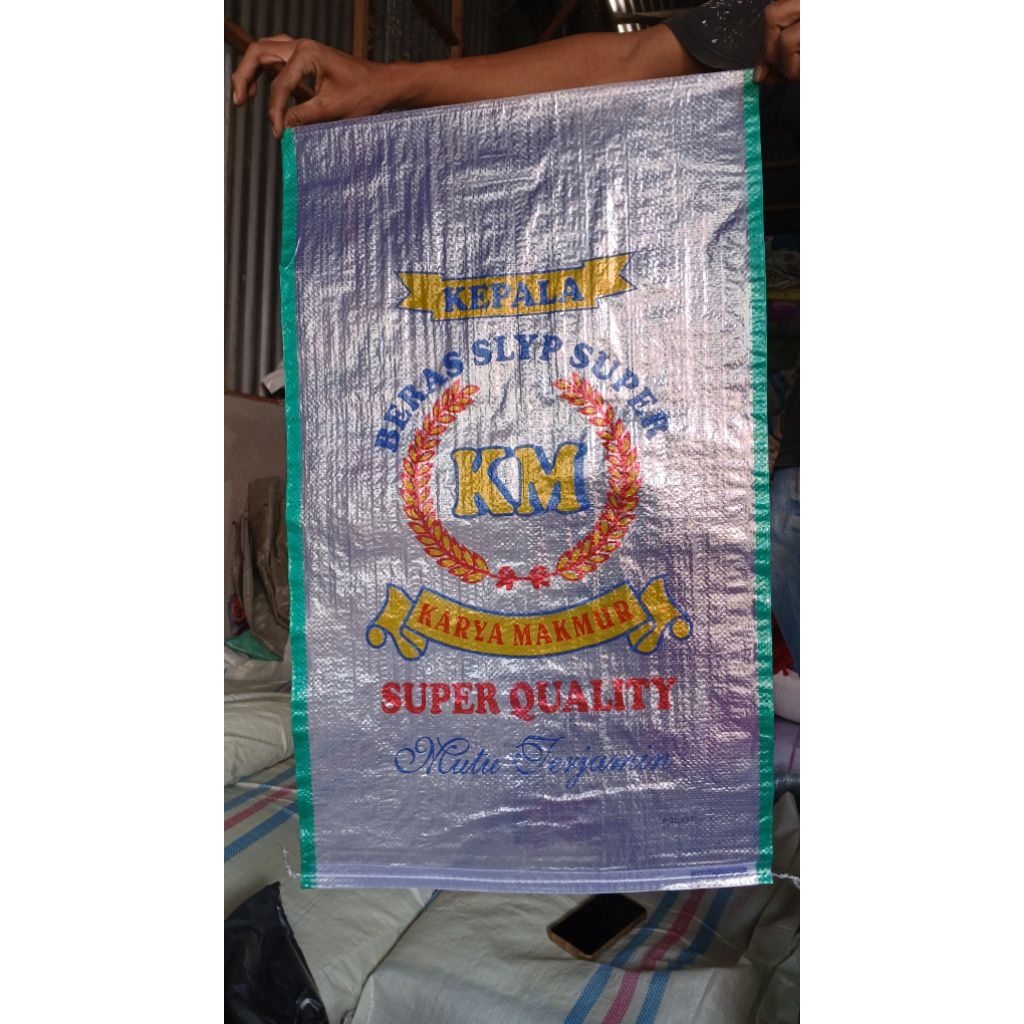 KEPALA
BERAS SLYP SUPER
KM
KARYA MAKMUR
SUPER QUALITY
Mutu Terjamin